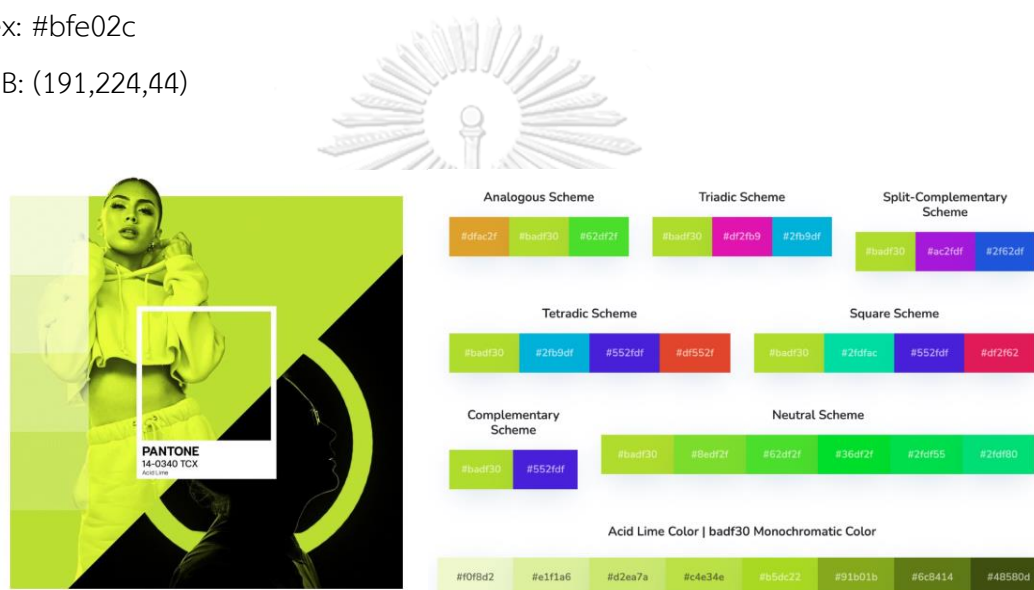 ex: #bfe02c
B: (191,224,44)
PANTONE
14-0340 TCX
Acid Lime
Analogous Scheme
#dfac2f #badf30 #62df2f
Triadic Scheme
#badf30 #df2fb9 #2fb9df
Split-Complementary
Scheme
#badf30 #ac2fdf #2f62df
Tetradic Scheme
#badf30 #2fb9df #552fdf #df552f
Square Scheme
#badf30 #2fdfac #552fdf #df2f62
Complementary
Scheme
#badf30 #552fdf
Neutral Scheme
#badf30 #8edf2f #62df2f #36df2f #2fdf55 #2fdf80
Acid Lime Color | badf30 Monochromatic Color
#f0f8d2 #e1f1a6 #d2ea7a #c4e34e #b5dc22 #91b01b #6c8414 #48580d